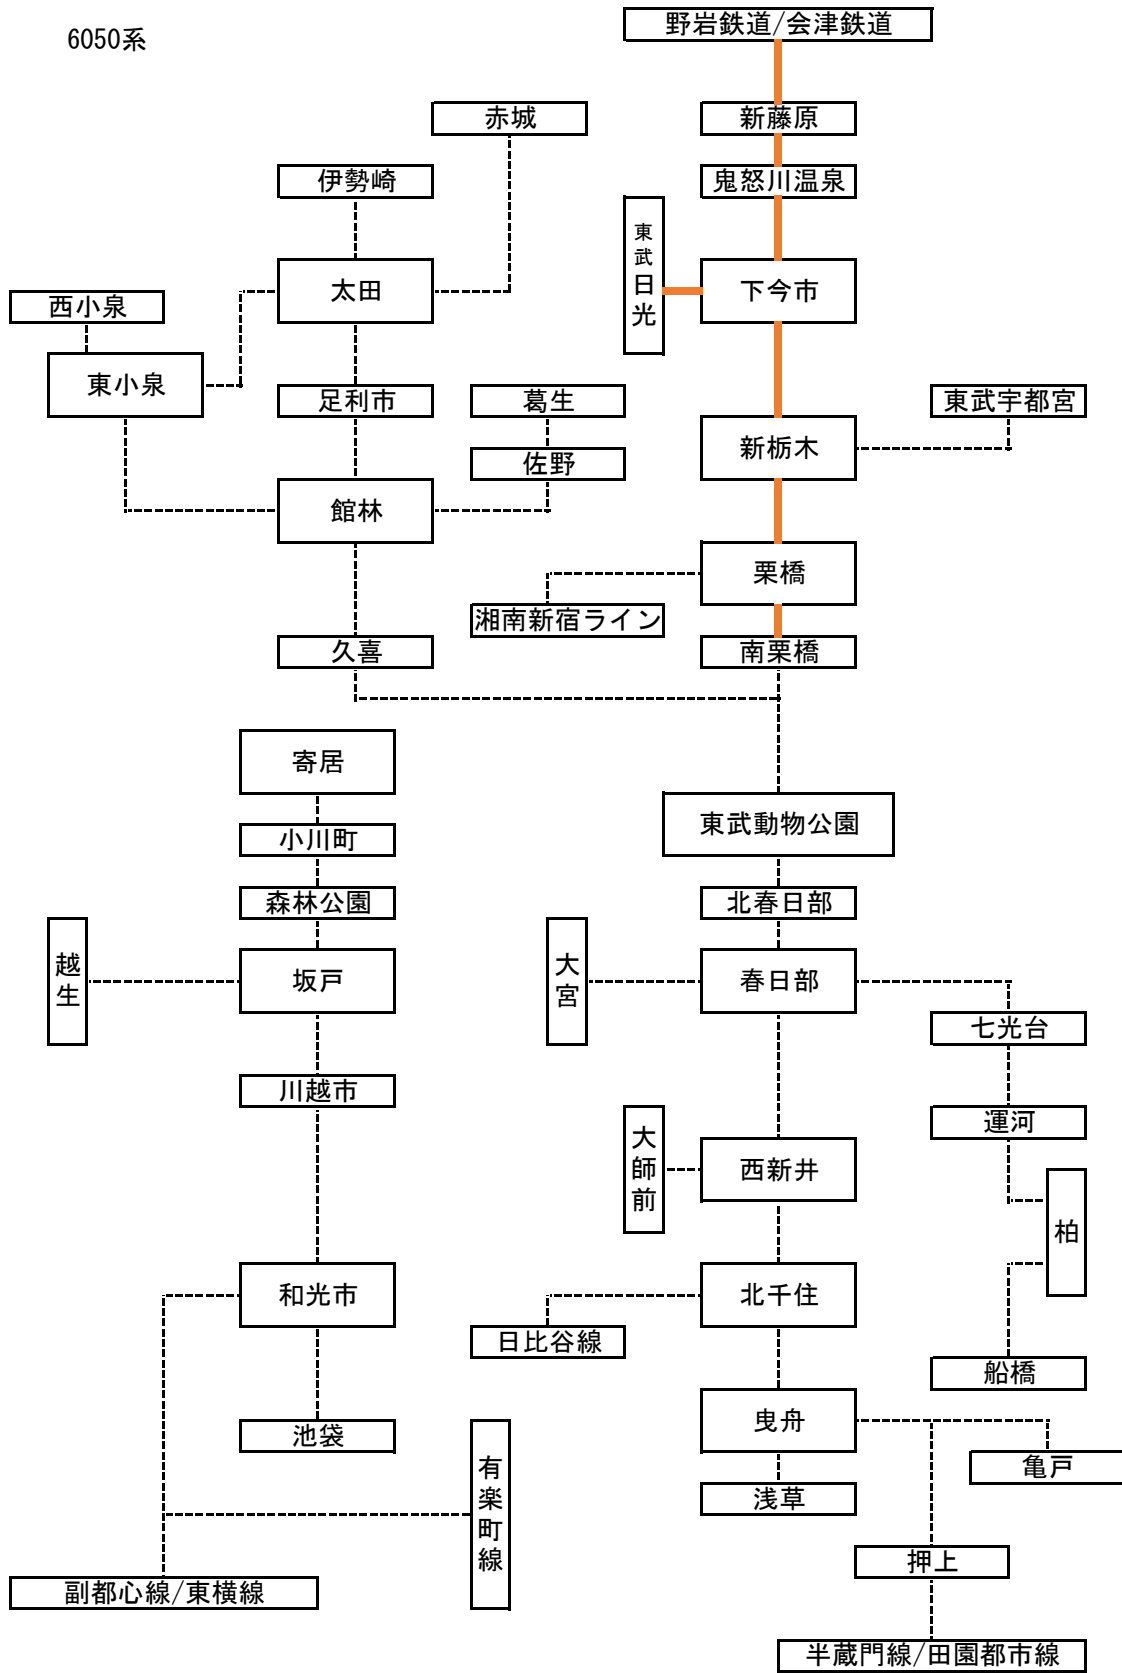 6050系
野岩鉄道/会津鉄道
赤城
新藤原
伊勢崎
鬼怒川温泉
東武日光
太田
下今市
西小泉
東小泉
足利市
葛生
東武宇都宮
佐野
新栃木
館林
栗橋
湘南新宿ライン
久喜
南栗橋
寄居
東武動物公園
小川町
森林公園
北春日部
越生
坂戸
大宮
春日部
七光台
川越市
大師前
運河
西新井
柏
和光市
北千住
日比谷線
船橋
曳舟
池袋
有楽町線
亀戸
浅草
押上
副都心線/東横線
半蔵門線/田園都市線